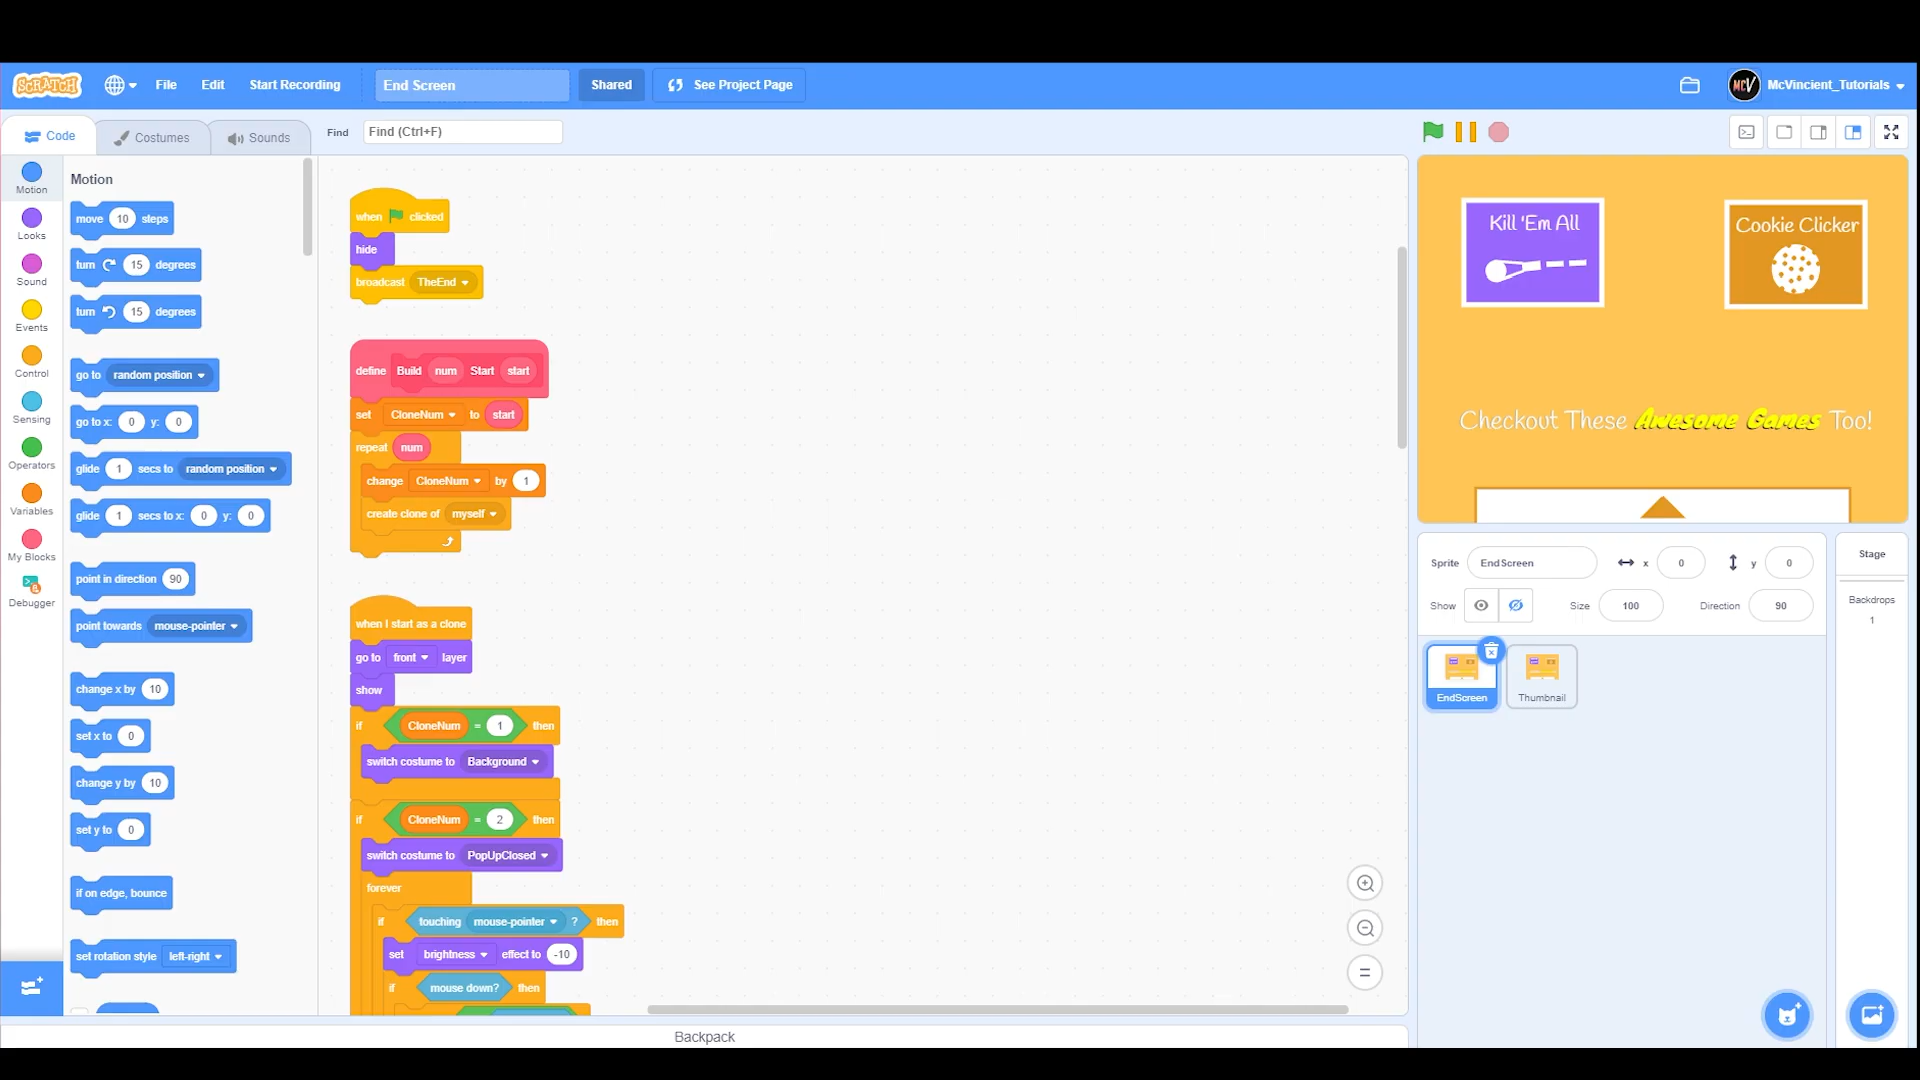 SCRATCH File Edit Start Recording End Screen Shared See Project Page MCV McVincient_Tutorials
Code Costumes Sounds Find Find (Ctrl+F)
Motion
Looks
Sound
Events
Control
Sensing
Operators
Variables
My Blocks
Debugger
Motion
move 10 steps
turn 15 degrees
turn 15 degrees
go to random position
go to x: 0 y: 0
glide 1 secs to random position
glide 1 secs to x: 0 y: 0
point in direction 90
point towards mouse-pointer
change x by 10
set x to 0
change y by 10
set y to 0
if on edge, bounce
set rotation style left-right
when clicked
hide
broadcast TheEnd
define Build num Start start
set CloneNum to start
repeat num
change CloneNum by 1
create clone of myself
when I start as a clone
go to front layer
show
if CloneNum = 1 then
switch costume to Background
if CloneNum = 2 then
switch costume to PopUpClosed
forever
if touching mouse-pointer ? then
set brightness effect to -10
if mouse down? then
Backpack
Kill 'Em All
Cookie Clicker
Checkout These Awesome Games Too!
Sprite EndScreen x 0 y 0
Show Size 100 Direction 90
EndScreen
Thumbnail
Stage
Backdrops
1